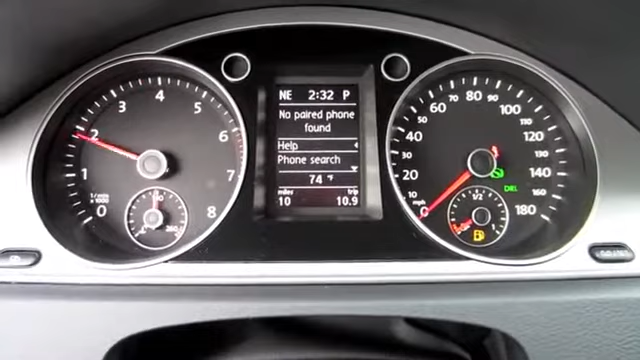 NE 2:32 P
No paired phone
found
Help
Phone search
74 °F
miles trip
10 10.9
0 2 3 4 5 6 7 8
1/min
x1000
260
10 20 30 40 50 60 70 80 90 100 110 120 130 140 160 180
mph
DRL
1/2
1